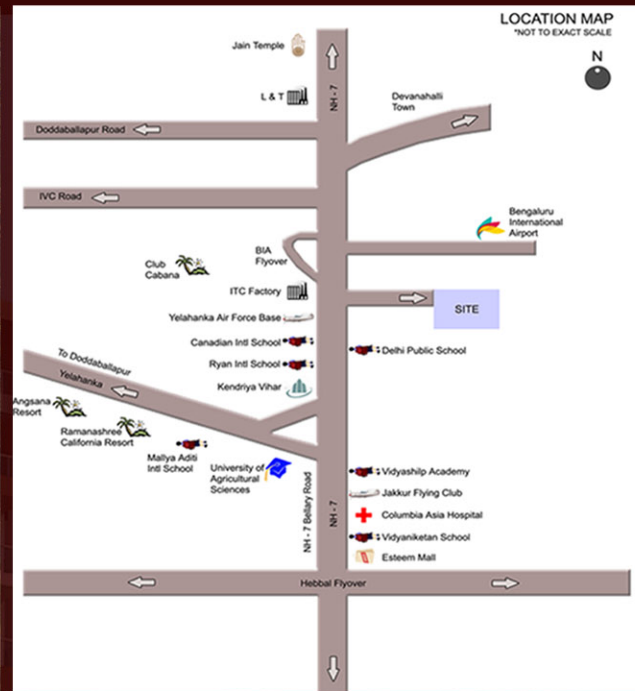 LOCATION MAP
*NOT TO EXACT SCALE
N
Jain Temple
L & T
NH - 7
Devanahalli
Town
Doddaballapur Road
IVC Road
Bengaluru
International
Airport
BIA
Flyover
Club
Cabana
ITC Factory
SITE
Yelahanka Air Force Base
Canadian Intl School
Delhi Public School
Ryan Intl School
To Doddaballapur
Yelahanka
Kendriya Vihar
Angsana
Resort
Ramanashree
California Resort
Mallya Aditi
Intl School
University of
Agricultural
Sciences
NH - 7 Bellary Road
NH - 7
Vidyashilp Academy
Jakkur Flying Club
Columbia Asia Hospital
Vidyaniketan School
Esteem Mall
Hebbal Flyover